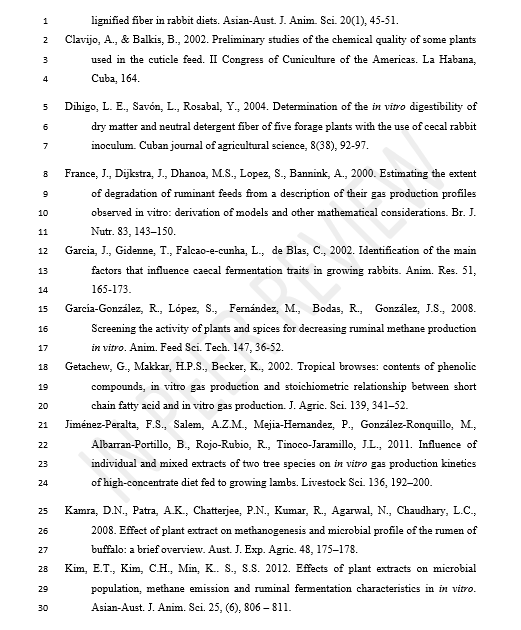 1 lignified fiber in rabbit diets. Asian-Aust. J. Anim. Sci. 20(1), 45-51.
2 Clavijo, A., & Balkis, B., 2002. Preliminary studies of the chemical quality of some plants
3 used in the cuticle feed. II Congress of Cuniculture of the Americas. La Habana,
4 Cuba, 164.
5 Dihigo, L. E., Savón, L., Rosabal, Y., 2004. Determination of the in vitro digestibility of
6 dry matter and neutral detergent fiber of five forage plants with the use of cecal rabbit
7 inoculum. Cuban journal of agricultural science, 8(38), 92-97.
8 France, J., Dijkstra, J., Dhanoa, M.S., Lopez, S., Bannink, A., 2000. Estimating the extent
9 of degradation of ruminant feeds from a description of their gas production profiles
10 observed in vitro: derivation of models and other mathematical considerations. Br. J.
11 Nutr. 83, 143–150.
12 Garcia, J., Gidenne, T., Falcao-e-cunha, L., de Blas, C., 2002. Identification of the main
13 factors that influence caecal fermentation traits in growing rabbits. Anim. Res. 51,
14 165-173.
15 García-González, R., López, S., Fernández, M., Bodas, R., González, J.S., 2008.
16 Screening the activity of plants and spices for decreasing ruminal methane production
17 in vitro. Anim. Feed Sci. Tech. 147, 36-52.
18 Getachew, G., Makkar, H.P.S., Becker, K., 2002. Tropical browses: contents of phenolic
19 compounds, in vitro gas production and stoichiometric relationship between short
20 chain fatty acid and in vitro gas production. J. Agric. Sci. 139, 341–52.
21 Jiménez-Peralta, F.S., Salem, A.Z.M., Mejia-Hernandez, P., González-Ronquillo, M.,
22 Albarran-Portillo, B., Rojo-Rubio, R., Tinoco-Jaramillo, J.L., 2011. Influence of
23 individual and mixed extracts of two tree species on in vitro gas production kinetics
24 of high-concentrate diet fed to growing lambs. Livestock Sci. 136, 192–200.
25 Kamra, D.N., Patra, A.K., Chatterjee, P.N., Kumar, R., Agarwal, N., Chaudhary, L.C.,
26 2008. Effect of plant extract on methanogenesis and microbial profile of the rumen of
27 buffalo: a brief overview. Aust. J. Exp. Agric. 48, 175–178.
28 Kim, E.T., Kim, C.H., Min, K.. S., S.S. 2012. Effects of plant extracts on microbial
29 population, methane emission and ruminal fermentation characteristics in in vitro.
30 Asian-Aust. J. Anim. Sci. 25, (6), 806 – 811.
IN PEER REVIEW